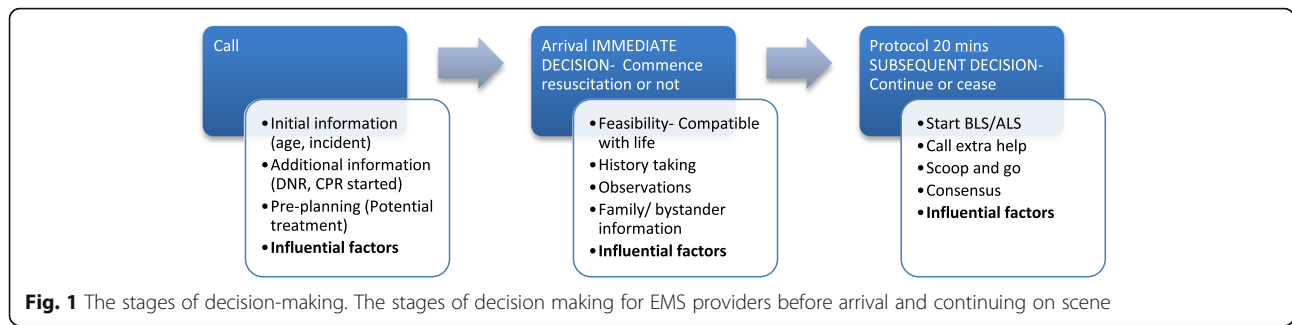 Call
• Initial information
(age, incident)
• Additional information
(DNR, CPR started)
• Pre-planning (Potential
treatment)
• Influential factors
Arrival IMMEDIATE
DECISION- Commence
resuscitation or not
• Feasibility- Compatible
with life
• History taking
• Observations
• Family/ bystander
information
• Influential factors
Protocol 20 mins
SUBSEQUENT DECISION-
Continue or cease
• Start BLS/ALS
• Call extra help
• Scoop and go
• Consensus
• Influential factors
Fig. 1 The stages of decision-making. The stages of decision making for EMS providers before arrival and continuing on scene